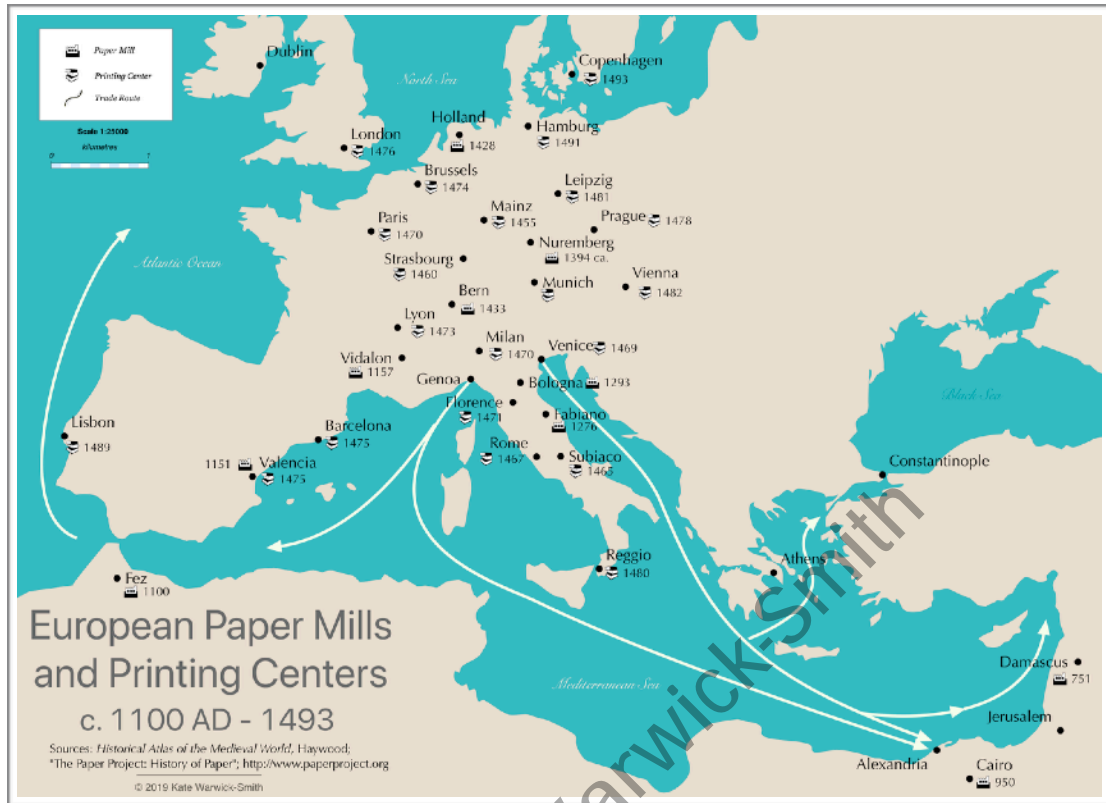 Paper Mill
Printing Center
Trade Route
Scale 1:25000
kilometres
0 1
Dublin
North Sea
Copenhagen
1493
Holland
1428
Hamburg
1491
London
1476
Brussels
1474
Leipzig
1481
Mainz
1455
Prague 1478
Paris
1470
Nuremberg
1394 ca.
Atlantic Ocean
Strasbourg
1460
Munich
Vienna
1482
Bern
1433
Lyon
1473
Milan
1470
Venice 1469
Vidalon
1157
Genoa
Bologna 1293
Florence
1471
Fabiano
1276
Black Sea
Lisbon
1489
Barcelona
1475
Rome
1467
Subiaco
1465
1151
Valencia
1475
Constantinople
Reggio
1480
Athens
Fez
1100
European Paper Mills
and Printing Centers
c. 1100 AD - 1493
Sources: Historical Atlas of the Medieval World, Haywood;
"The Paper Project: History of Paper"; http://www.paperproject.org
© 2019 Kate Warwick-Smith
Mediterranean Sea
Damascus
751
Jerusalem
Alexandria
Cairo
950
Warwick-Smith